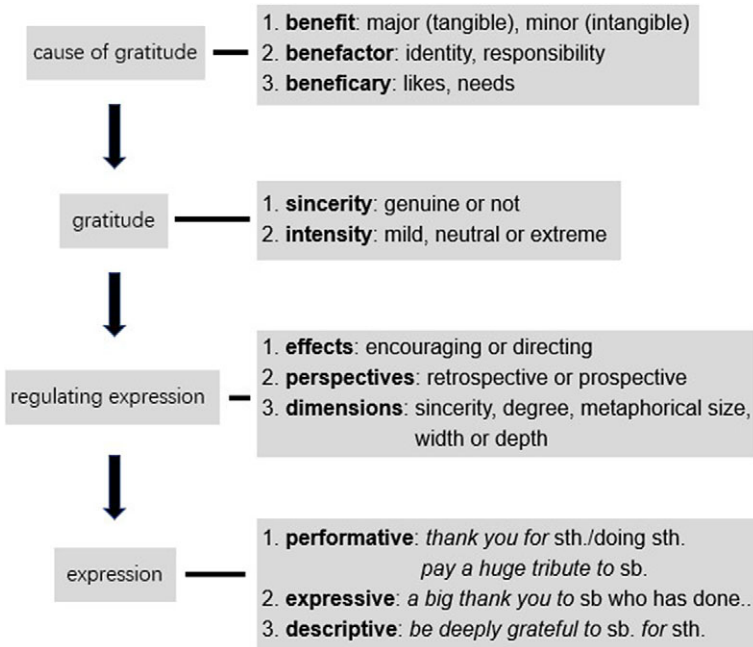 cause of gratitude
1. benefit: major (tangible), minor (intangible)
2. benefactor: identity, responsibility
3. beneficary: likes, needs
gratitude
1. sincerity: genuine or not
2. intensity: mild, neutral or extreme
regulating expression
1. effects: encouraging or directing
2. perspectives: retrospective or prospective
3. dimensions: sincerity, degree, metaphorical size,
width or depth
expression
1. performative: thank you for sth./doing sth.
pay a huge tribute to sb.
2. expressive: a big thank you to sb who has done..
3. descriptive: be deeply grateful to sb. for sth.